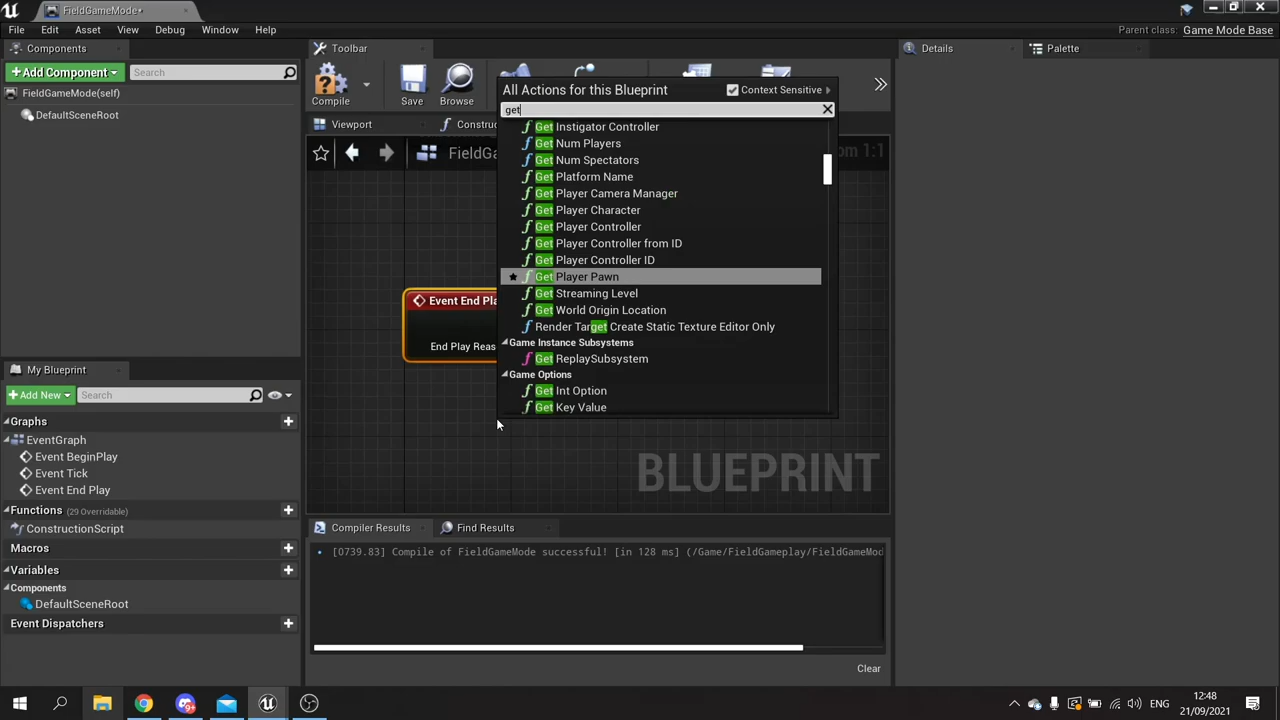 FieldGameMode*
File Edit Asset View Debug Window Help
Parent class: Game Mode Base
Components
Toolbar
Details
Palette
Add Component
Search
Compile
Save
Browse
FieldGameMode(self)
DefaultSceneRoot
Viewport
Constru
FieldGa
om 1:1
All Actions for this Blueprint
Context Sensitive
get
Get Instigator Controller
Get Num Players
Get Num Spectators
Get Platform Name
Get Player Camera Manager
Get Player Character
Get Player Controller
Get Player Controller from ID
Get Player Controller ID
Get Player Pawn
Get Streaming Level
Get World Origin Location
Render Target Create Static Texture Editor Only
Game Instance Subsystems
Get ReplaySubsystem
Game Options
Get Int Option
Get Key Value
Event End Pla
End Play Reas
BLUEPRINT
My Blueprint
Add New
Search
Graphs
EventGraph
Event BeginPlay
Event Tick
Event End Play
Functions (29 Overridable)
ConstructionScript
Macros
Variables
Components
DefaultSceneRoot
Event Dispatchers
Compiler Results
Find Results
[0739.83] Compile of FieldGameMode successful! [in 128 ms] (/Game/FieldGameplay/FieldGameMod
Clear
ENG
12:48
21/09/2021